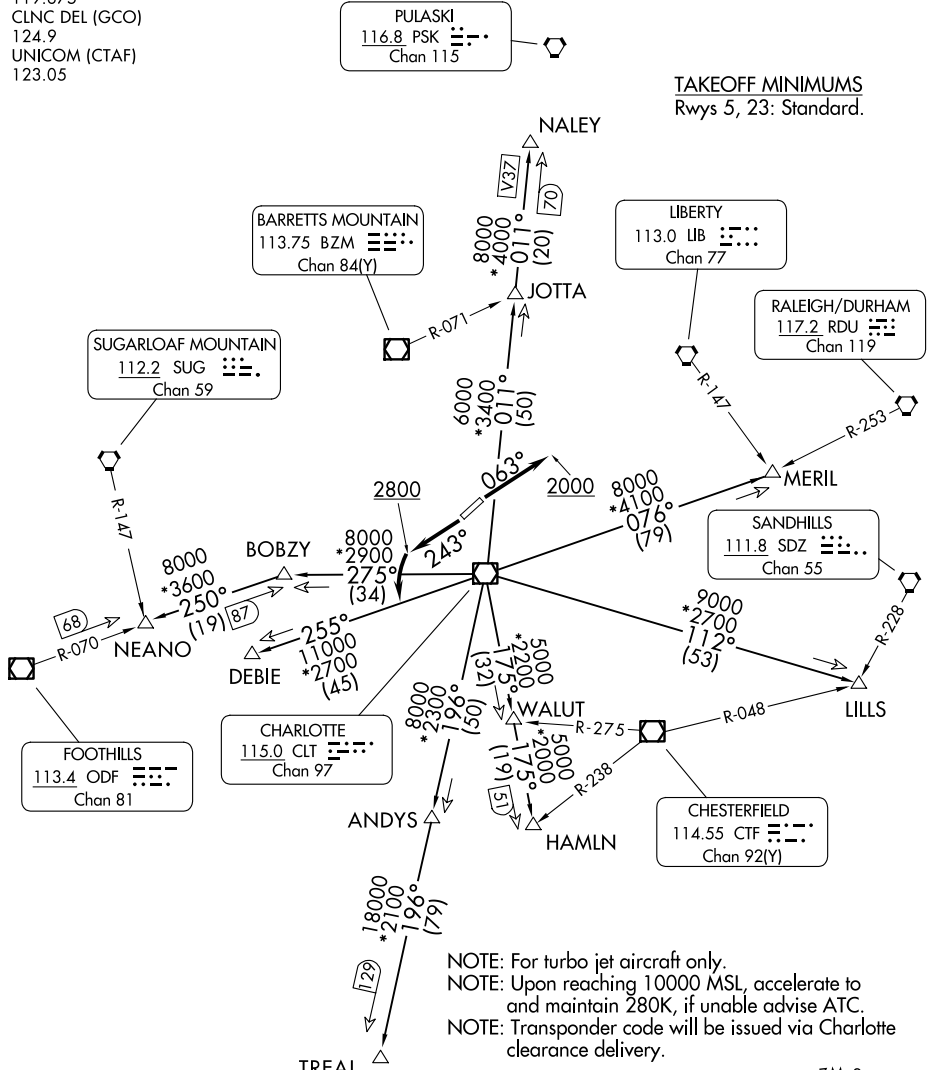 CLNC DEL (GCO)
124.9
UNICOM (CTAF)
123.05
PULASKI
116.8 PSK
Chan 115
TAKEOFF MINIMUMS
Rwys 5, 23: Standard.
NALEY
V37
70
8000
*4000
011°
(20)
BARRETTS MOUNTAIN
113.75 BZM
Chan 84(Y)
R-071
JOTTA
LIBERTY
113.0 LIB
Chan 77
R-147
RALEIGH/DURHAM
117.2 RDU
Chan 119
R-253
SUGARLOAF MOUNTAIN
112.2 SUG
Chan 59
R-147
6000
*3400
011°
(50)
063°
2000
2800
243°
8000
*4100
076°
(79)
MERIL
SANDHILLS
111.8 SDZ
Chan 55
R-228
BOBZY
8000
*2900
275°
(34)
8000
*3600
250°
(19)
87
68
R-070
NEANO
255°
11000
*2700
(45)
DEBIE
9000
*2700
112°
(53)
LILLS
5000
*2200
175°
(32)
WALUT
R-275
R-048
R-238
8000
*2300
196°
(50)
CHARLOTTE
115.0 CLT
Chan 97
FOOTHILLS
113.4 ODF
Chan 81
5000
*2000
175°
(19)
51
ANDYS
HAMLN
CHESTERFIELD
114.55 CTF
Chan 92(Y)
18000
*2100
196°
(79)
129
NOTE: For turbo jet aircraft only.
NOTE: Upon reaching 10000 MSL, accelerate to
and maintain 280K, if unable advise ATC.
NOTE: Transponder code will be issued via Charlotte
clearance delivery.
TREAL